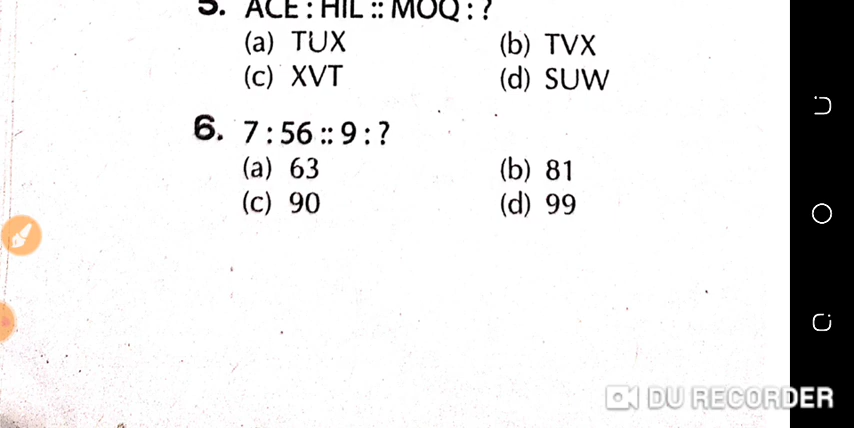 5. ACE : HIL :: MOQ : ?
(a) TUX (b) TVX
(c) XVT (d) SUW
6. 7 : 56 :: 9 : ?
(a) 63 (b) 81
(c) 90 (d) 99
DU RECORDER